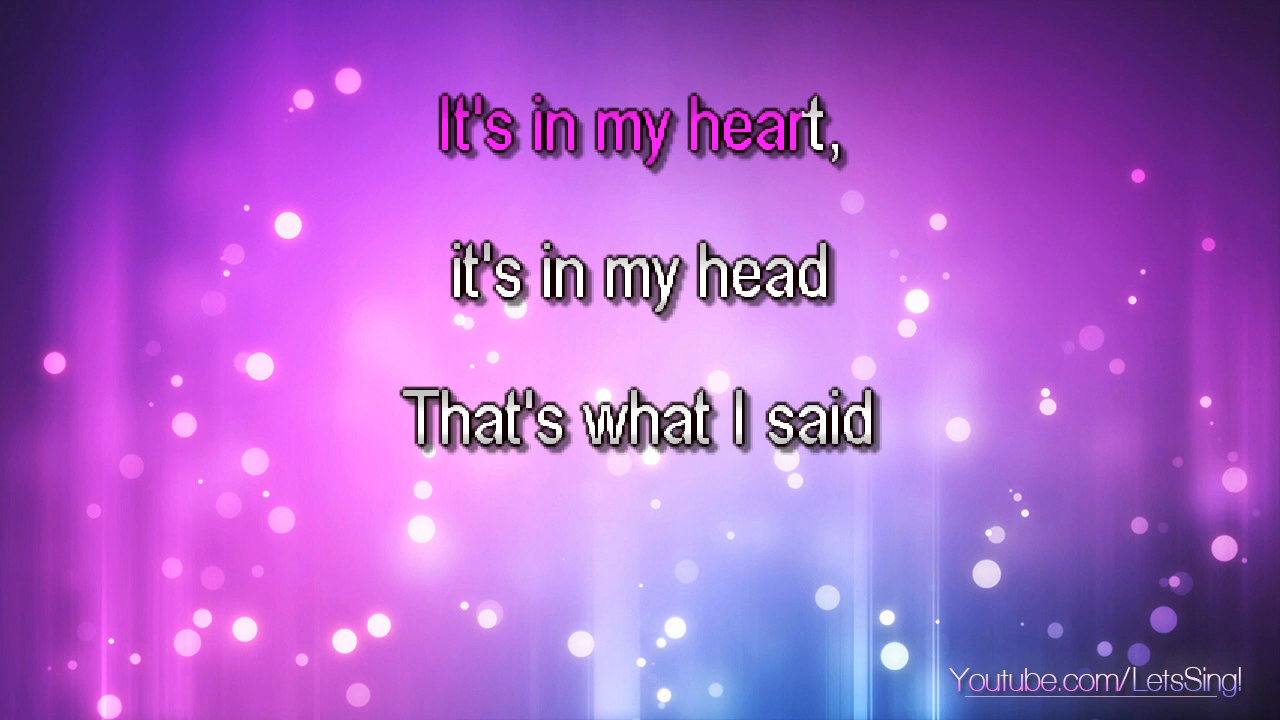 It's in my heart,
it's in my head
That's what I said
Youtube.com/LetsSing!